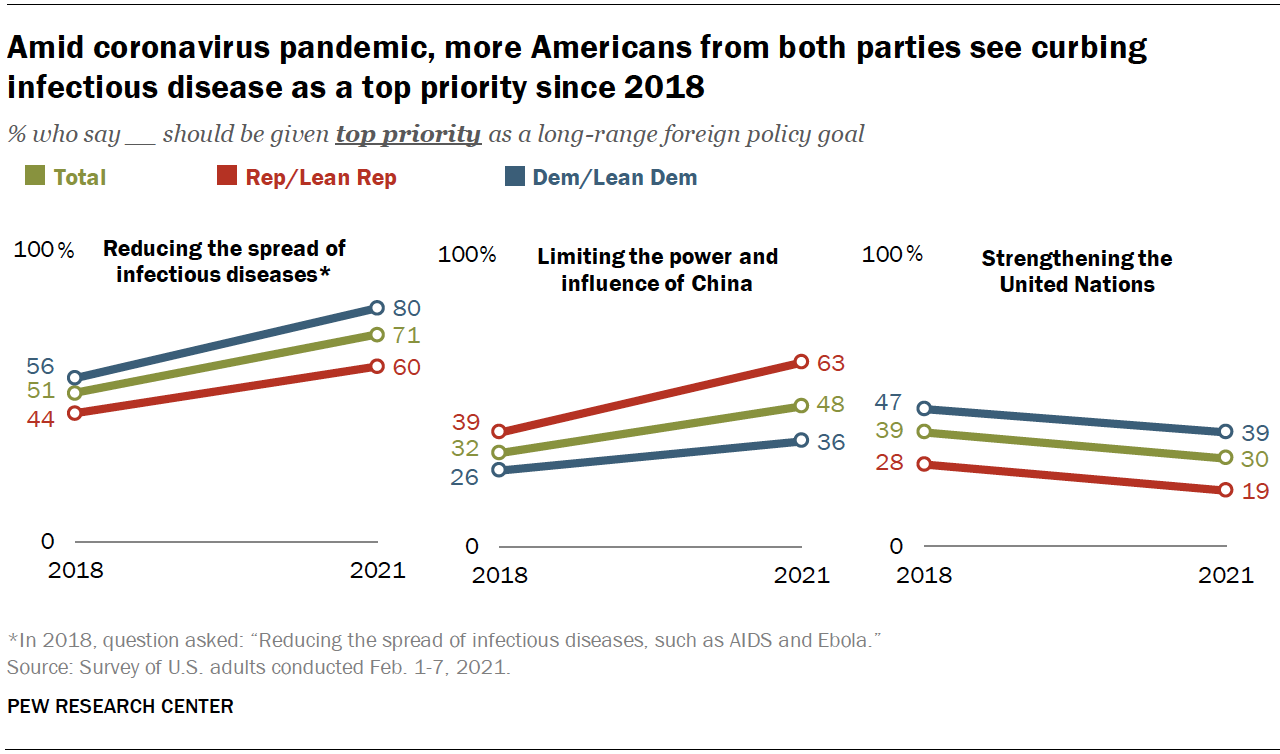 Amid coronavirus pandemic, more Americans from both parties see curbing
infectious disease as a top priority since 2018
% who say __ should be given top priority as a long-range foreign policy goal
Total
Rep/Lean Rep
Dem/Lean Dem
100%
Reducing the spread of
infectious diseases*
56
51
44
80
71
60
0
2018
2021
100%
Limiting the power and
influence of China
39
32
26
63
48
36
0
2018
2021
100%
Strengthening the
United Nations
47
39
28
39
30
19
0
2018
2021
*In 2018, question asked: “Reducing the spread of infectious diseases, such as AIDS and Ebola.”
Source: Survey of U.S. adults conducted Feb. 1-7, 2021.
PEW RESEARCH CENTER